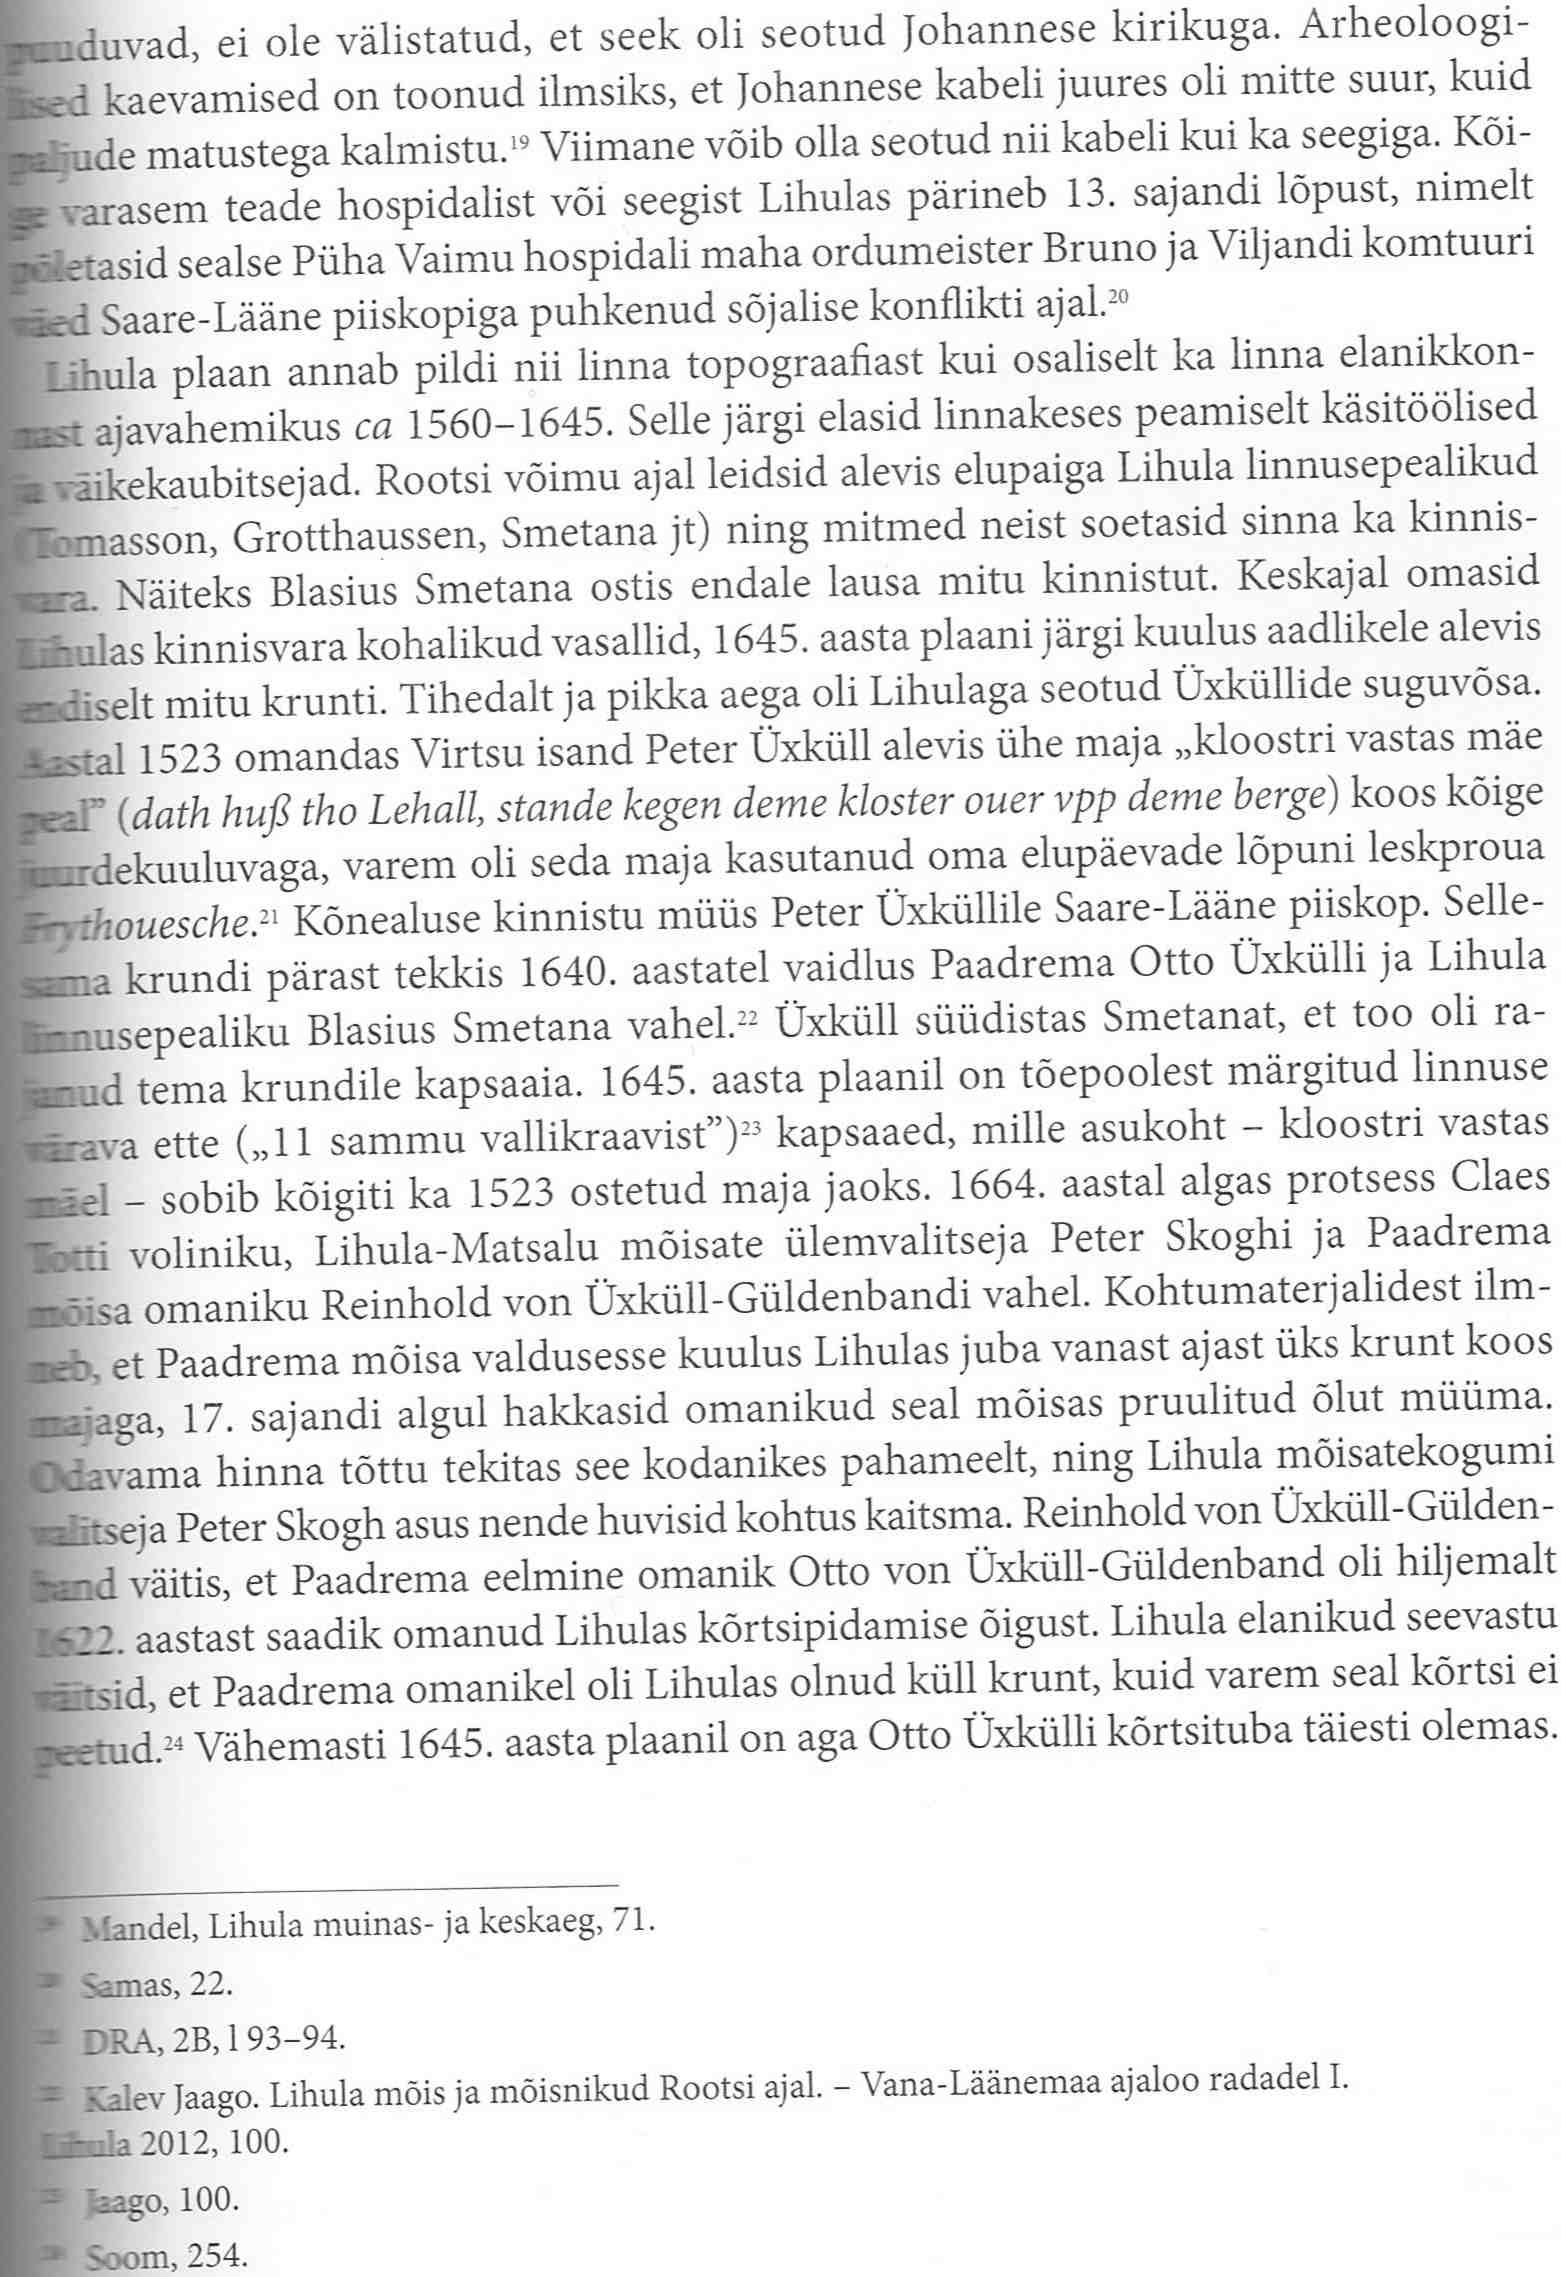 puuduvad, ei ole välistatud, et seek oli seotud Johannese kirikuga. Arheoloogi-
lised kaevamised on toonud ilmsiks, et Johannese kabeli juures oli mitte suur, kuid
paljude matustega kalmistu.¹⁹ Viimane võib olla seotud nii kabeli kui ka seegiga. Kõi-
ge varasem teade hospidalist või seegist Lihulas pärineb 13. sajandi lõpust, nimelt
põletasid sealse Püha Vaimu hospidali maha ordumeister Bruno ja Viljandi komtuuri
väed Saare-Lääne piiskopiga puhkenud sõjalise konflikti ajal.²⁰
Lihula plaan annab pildi nii linna topograafiast kui osaliselt ka linna elanikkon-
nast ajavahemikus ca 1560–1645. Selle järgi elasid linnakeses peamiselt käsitöölised
ja väikekaubitsejad. Rootsi võimu ajal leidsid alevis elupaiga Lihula linnusepealikud
(Tomasson, Grotthaussen, Smetana jt) ning mitmed neist soetasid sinna ka kinnis-
vara. Näiteks Blasius Smetana ostis endale lausa mitu kinnistut. Keskajal omasid
Lihulas kinnisvara kohalikud vasallid, 1645. aasta plaani järgi kuulus aadlikele alevis
endiselt mitu krunti. Tihedalt ja pikka aega oli Lihulaga seotud Üxküllide suguvõsa.
Aastal 1523 omandas Virtsu isand Peter Üxküll alevis ühe maja „kloostri vastas mäe
peal” (dath huß tho Lehall, stande kegen deme kloster ouer vpp deme berge) koos kõige
juurdekuuluvaga, varem oli seda maja kasutanud oma elupäevade lõpuni leskproua
Frythouesche.²¹ Kõnealuse kinnistu müüs Peter Üxküllile Saare-Lääne piiskop. Selle-
sama krundi pärast tekkis 1640. aastatel vaidlus Paadrema Otto Üxkülli ja Lihula
linnusepealiku Blasius Smetana vahel.²² Üxküll süüdistas Smetanat, et too oli ra-
janud tema krundile kapsaaia. 1645. aasta plaanil on tõepoolest märgitud linnuse
värava ette („11 sammu vallikraavist”)²³ kapsaaed, mille asukoht – kloostri vastas
mäel – sobib kõigiti ka 1523 ostetud maja jaoks. 1664. aastal algas protsess Claes
Totti voliniku, Lihula-Matsalu mõisate ülemvalitseja Peter Skoghi ja Paadrema
mõisa omaniku Reinhold von Üxküll-Güldenbandi vahel. Kohtumaterjalidest ilm-
neb, et Paadrema mõisa valdusesse kuulus Lihulas juba vanast ajast üks krunt koos
majaga, 17. sajandi algul hakkasid omanikud seal mõisas pruulitud õlut müüma.
Odavama hinna tõttu tekitas see kodanikes pahameelt, ning Lihula mõisatekogumi
valitseja Peter Skogh asus nende huvisid kohtus kaitsma. Reinhold von Üxküll-Gülden-
band väitis, et Paadrema eelmine omanik Otto von Üxküll-Güldenband oli hiljemalt
1622. aastast saadik omanud Lihulas kõrtsipidamise õigust. Lihula elanikud seevastu
väitsid, et Paadrema omanikel oli Lihulas olnud küll krunt, kuid varem seal kõrtsi ei
peetud.²⁴ Vähemasti 1645. aasta plaanil on aga Otto Üxkülli kõrtsituba täiesti olemas.
Mandel, Lihula muinas- ja keskaeg, 71.
Samas, 22.
DRA, 2B, l 93–94.
Kalev Jaago. Lihula mõis ja mõisnikud Rootsi ajal. – Vana-Läänemaa ajaloo radadel I.
Lihula 2012, 100.
Jaago, 100.
Soom, 254.